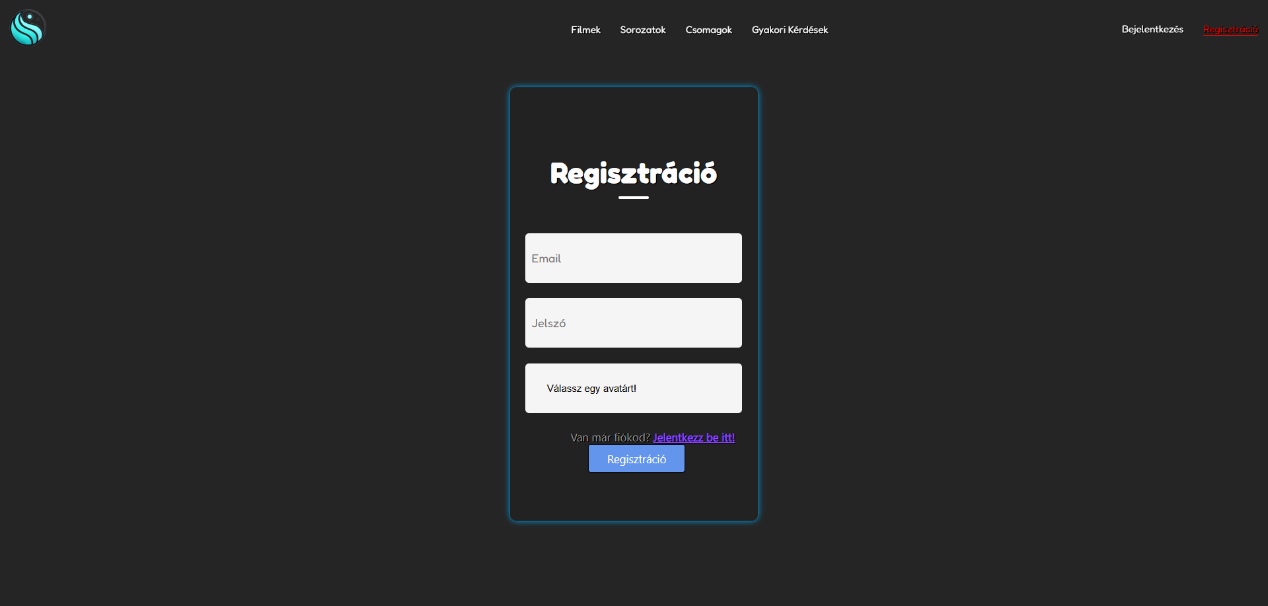 Filmek Sorozatok Csomagok Gyakori Kérdések Bejelentkezés Regisztráció
Regisztráció
Email
Jelszó
Válassz egy avatárt!
Van már fiókod? Jelentkezz be itt!
Regisztráció